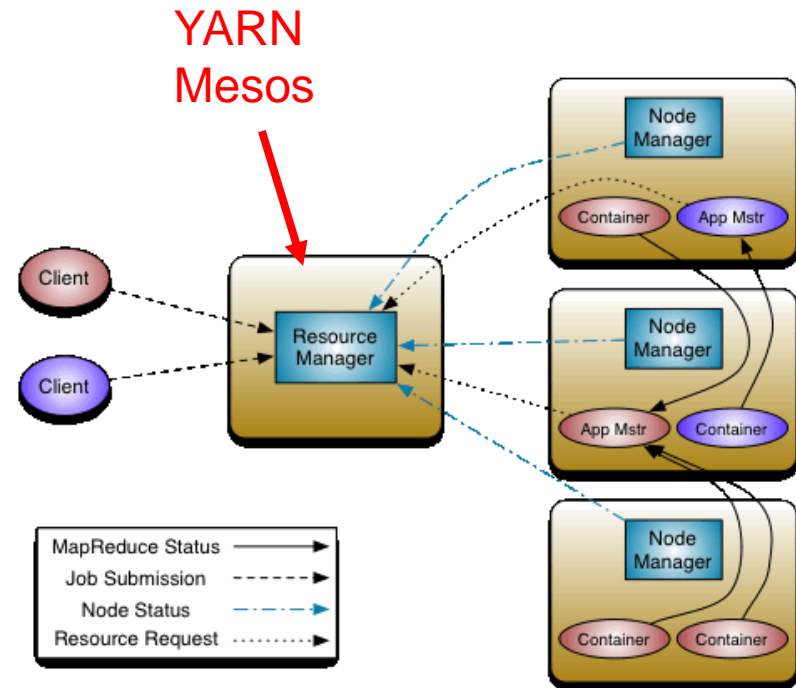 YARN
Mesos
Client
Client
Resource
Manager
Node
Manager
Container
App Mstr
Node
Manager
App Mstr
Container
Node
Manager
Container
Container
MapReduce Status
Job Submission
Node Status
Resource Request